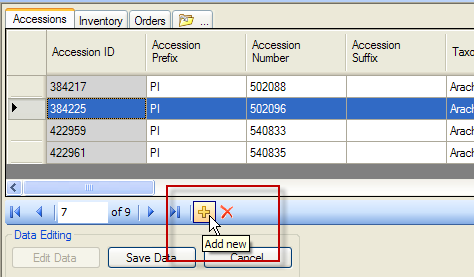 Accessions Inventory Orders ...
Accession ID Accession Prefix Accession Number Accession Suffix Taxo
384217 PI 502088 Arach
384225 PI 502096 Arach
422959 PI 540833 Arach
422961 PI 540835 Arach
7 of 9
Add new
Data Editing
Edit Data Save Data Cancel